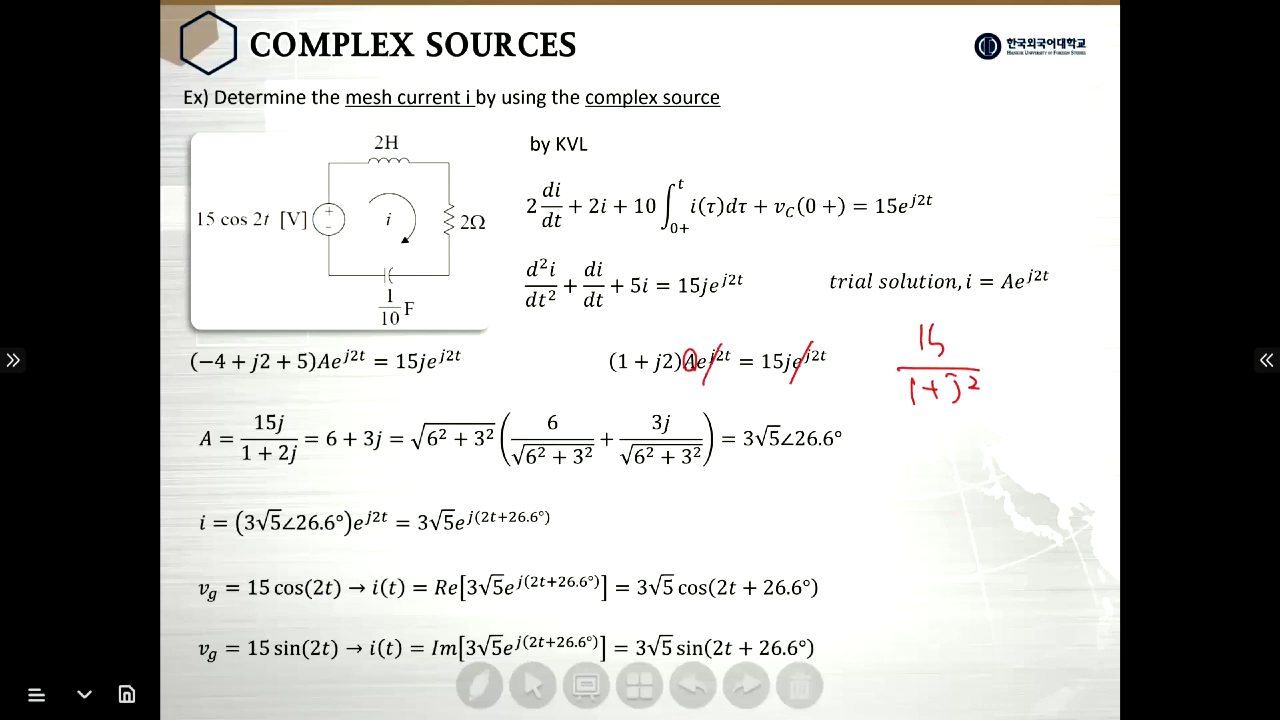 COMPLEX SOURCES
한국외국어대학교
HANKUK UNIVERSITY OF FOREIGN STUDIES
Ex) Determine the mesh current i by using the complex source
2H
15 cos 2t [V]
+
−
i
2Ω
1/10 F
by KVL
2 di/dt + 2i + 10 ∫_{0+}^{t} i(τ)dτ + v_C(0 +) = 15e^{j2t}
d²i/dt² + di/dt + 5i = 15je^{j2t}
trial solution, i = Ae^{j2t}
(−4 + j2 + 5)Ae^{j2t} = 15je^{j2t}
(1 + j2)Ae^{j2t} = 15je^{j2t}
15
1+j2
A = 15j/(1 + 2j) = 6 + 3j = √(6² + 3²) (6/√(6² + 3²) + 3j/√(6² + 3²)) = 3√5∠26.6°
i = (3√5∠26.6°)e^{j2t} = 3√5e^{j(2t+26.6°)}
v_g = 15 cos(2t) → i(t) = Re[3√5e^{j(2t+26.6°)}] = 3√5 cos(2t + 26.6°)
v_g = 15 sin(2t) → i(t) = Im[3√5e^{j(2t+26.6°)}] = 3√5 sin(2t + 26.6°)